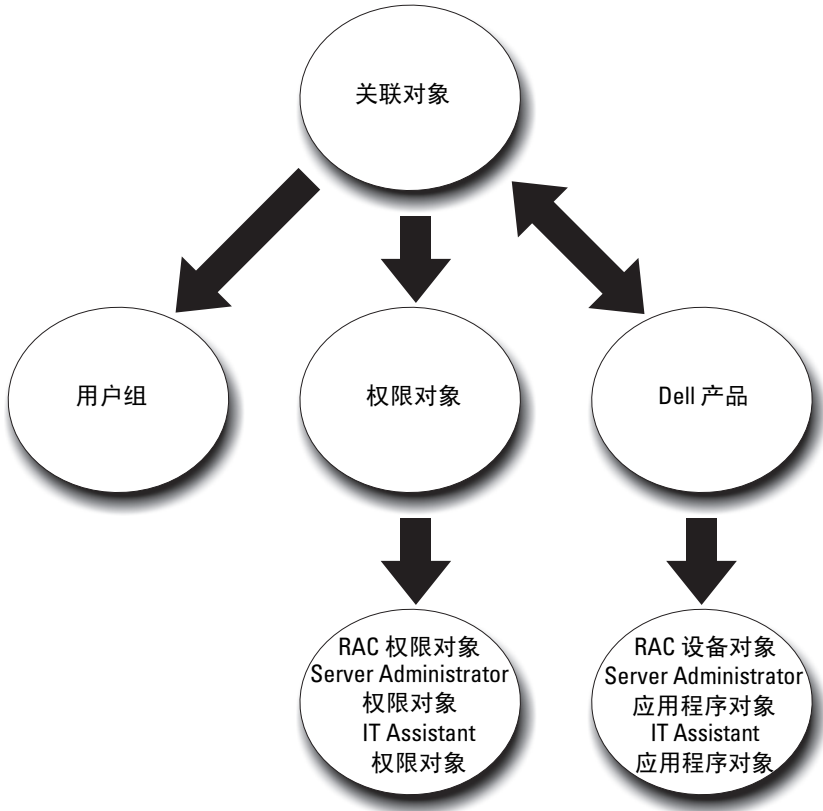 关联对象
用户组
权限对象
Dell 产品
RAC 权限对象
Server Administrator
权限对象
IT Assistant
权限对象
RAC 设备对象
Server Administrator
应用程序对象
IT Assistant
应用程序对象